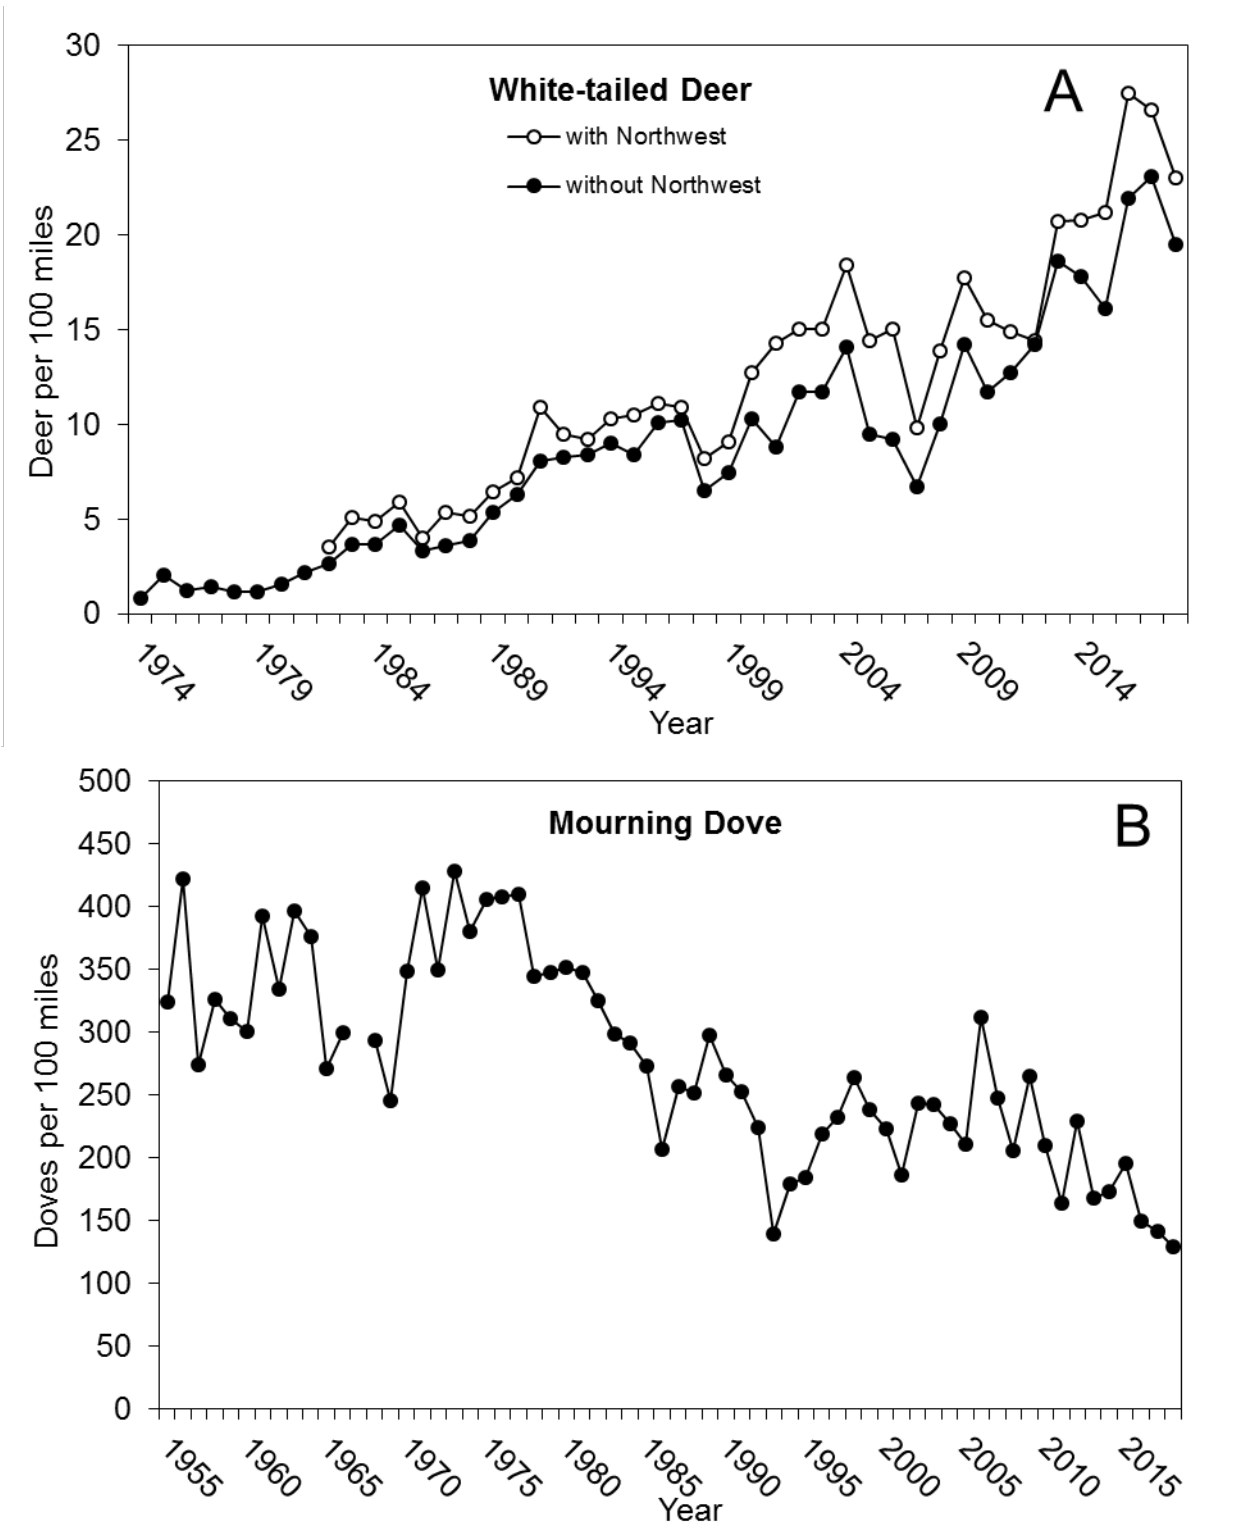 30
White-tailed Deer
A
with Northwest
25
without Northwest
20
15
10
5
0
Deer per 100 miles
1974 1979 1984 1989 1994 1999 2004 2009 2014
Year
500
Mourning Dove
B
450
400
350
300
250
200
150
100
50
0
Doves per 100 miles
1955 1960 1965 1970 1975 1980 1985 1990 1995 2000 2005 2010 2015
Year